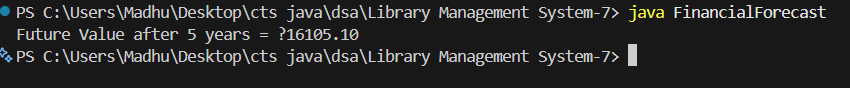 PS C:\Users\Madhu\Desktop\cts java\dsa\Library Management System-7> java FinancialForecast
Future Value after 5 years = ?16105.10
PS C:\Users\Madhu\Desktop\cts java\dsa\Library Management System-7>